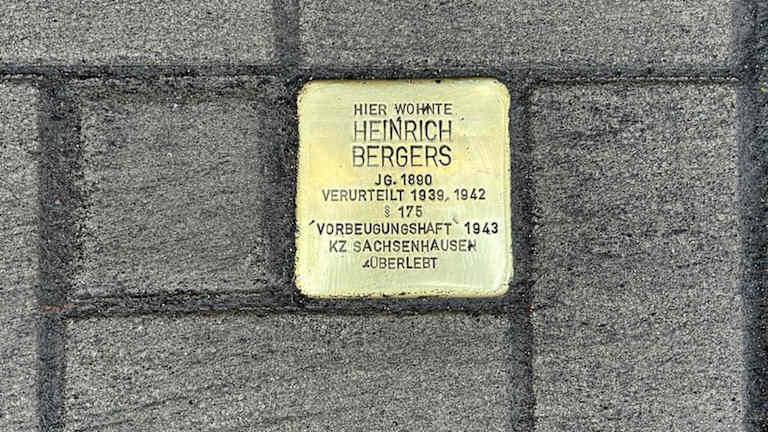 HIER WOHNTE
HEINRICH
BERGERS
JG. 1890
VERURTEILT 1939, 1942
§ 175
'VORBEUGUNGSHAFT' 1943
KZ SACHSENHAUSEN
ÜBERLEBT